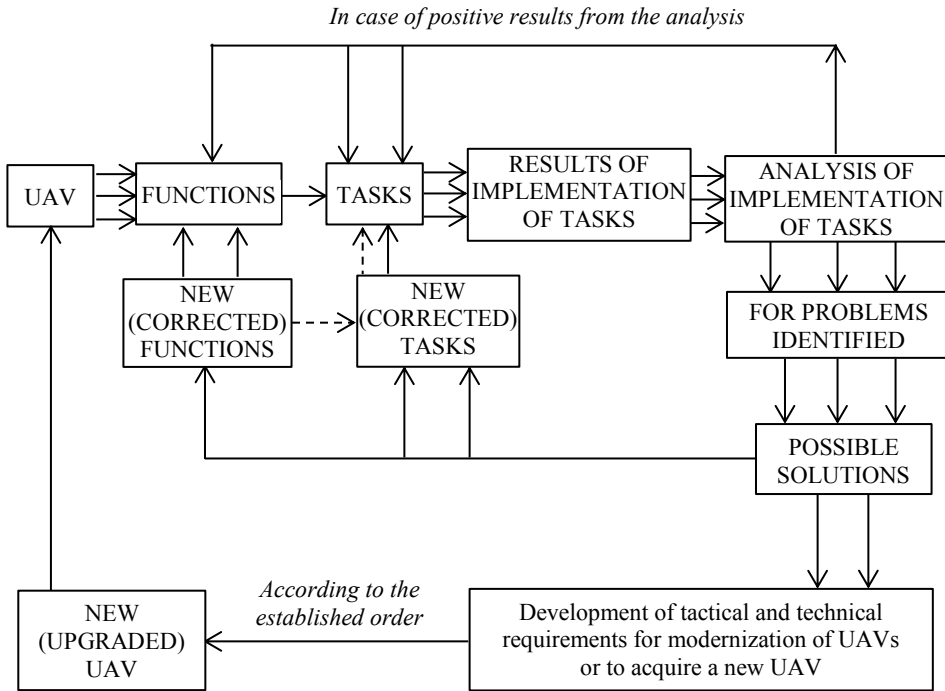 In case of positive results from the analysis
UAV
FUNCTIONS
TASKS
RESULTS OF
IMPLEMENTATION
OF TASKS
ANALYSIS OF
IMPLEMENTATION
OF TASKS
NEW
(CORRECTED)
FUNCTIONS
NEW
(CORRECTED)
TASKS
FOR PROBLEMS
IDENTIFIED
POSSIBLE
SOLUTIONS
NEW
(UPGRADED)
UAV
According to the
established order
Development of tactical and technical
requirements for modernization of UAVs
or to acquire a new UAV